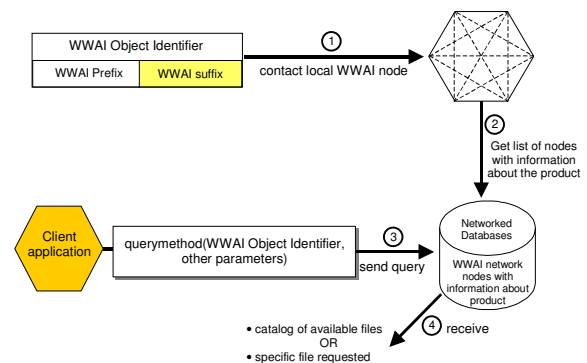 WWAI Object Identifier
WWAI Prefix
WWAI suffix
1
contact local WWAI node
2
Get list of nodes
with information
about the product
Client
application
querymethod(WWAI Object Identifier,
other parameters)
3
send query
Networked
Databases
WWAI network
nodes with
information about
product
4 receive
• catalog of available files
OR
• specific file requested